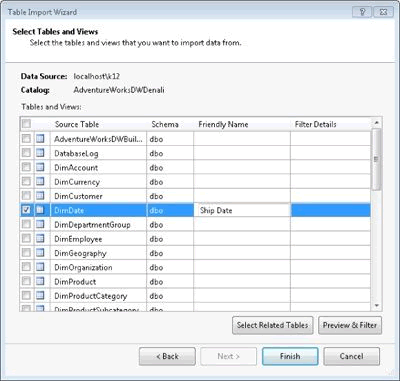 Table Import Wizard
Select Tables and Views
Select the tables and views that you want to import data from.
Data Source: localhost\k12
Catalog: AdventureWorksDWDenali
Tables and Views:
Source Table Schema Friendly Name Filter Details
AdventureWorksDWBuil... dbo
DatabaseLog dbo
DimAccount dbo
DimCurrency dbo
DimCustomer dbo
DimDate dbo Ship Date
DimDepartmentGroup dbo
DimEmployee dbo
DimGeography dbo
DimOrganization dbo
DimProduct dbo
DimProductCategory dbo
DimProductSubcategory dbo
Select Related Tables Preview & Filter
< Back Next > Finish Cancel